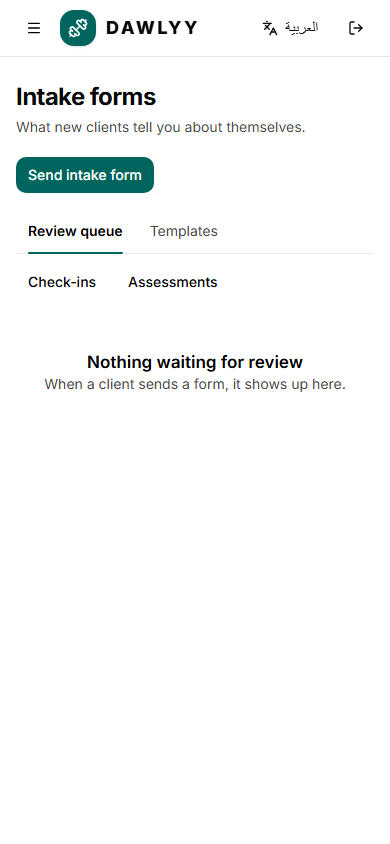 DAWLYY
العربية
Intake forms
What new clients tell you about themselves.
Send intake form
Review queue
Templates
Check-ins
Assessments
Nothing waiting for review
When a client sends a form, it shows up here.